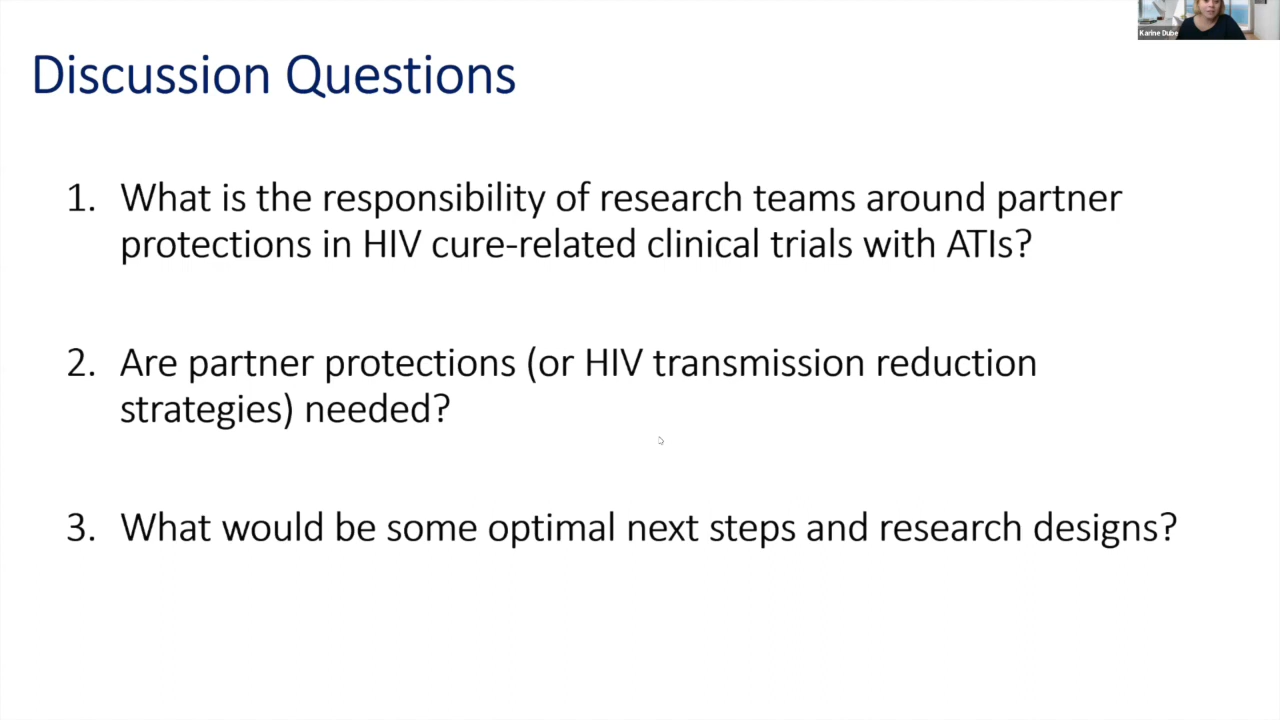 Karine Dube
Discussion Questions
1. What is the responsibility of research teams around partner
protections in HIV cure-related clinical trials with ATIs?
2. Are partner protections (or HIV transmission reduction
strategies) needed?
3. What would be some optimal next steps and research designs?